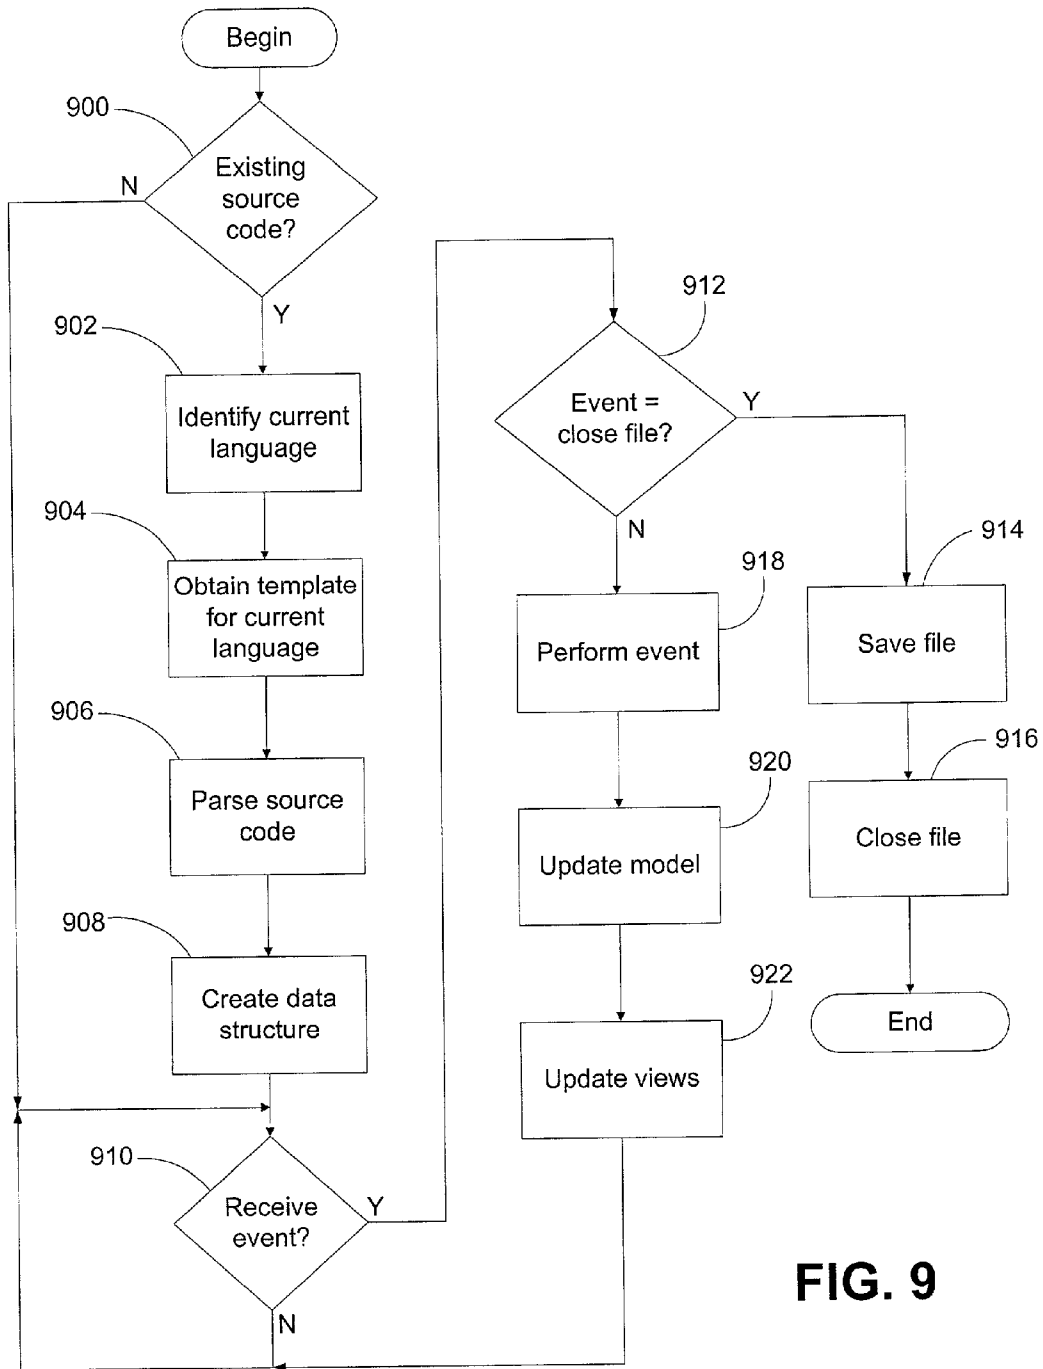 Begin
900
Existing
source
code?
N
Y
902
Identify current
language
904
Obtain template
for current
language
906
Parse source
code
908
Create data
structure
910
Receive
event?
Y
N
912
Event =
close file?
Y
N
914
Save file
916
Close file
End
918
Perform event
920
Update model
922
Update views
FIG. 9